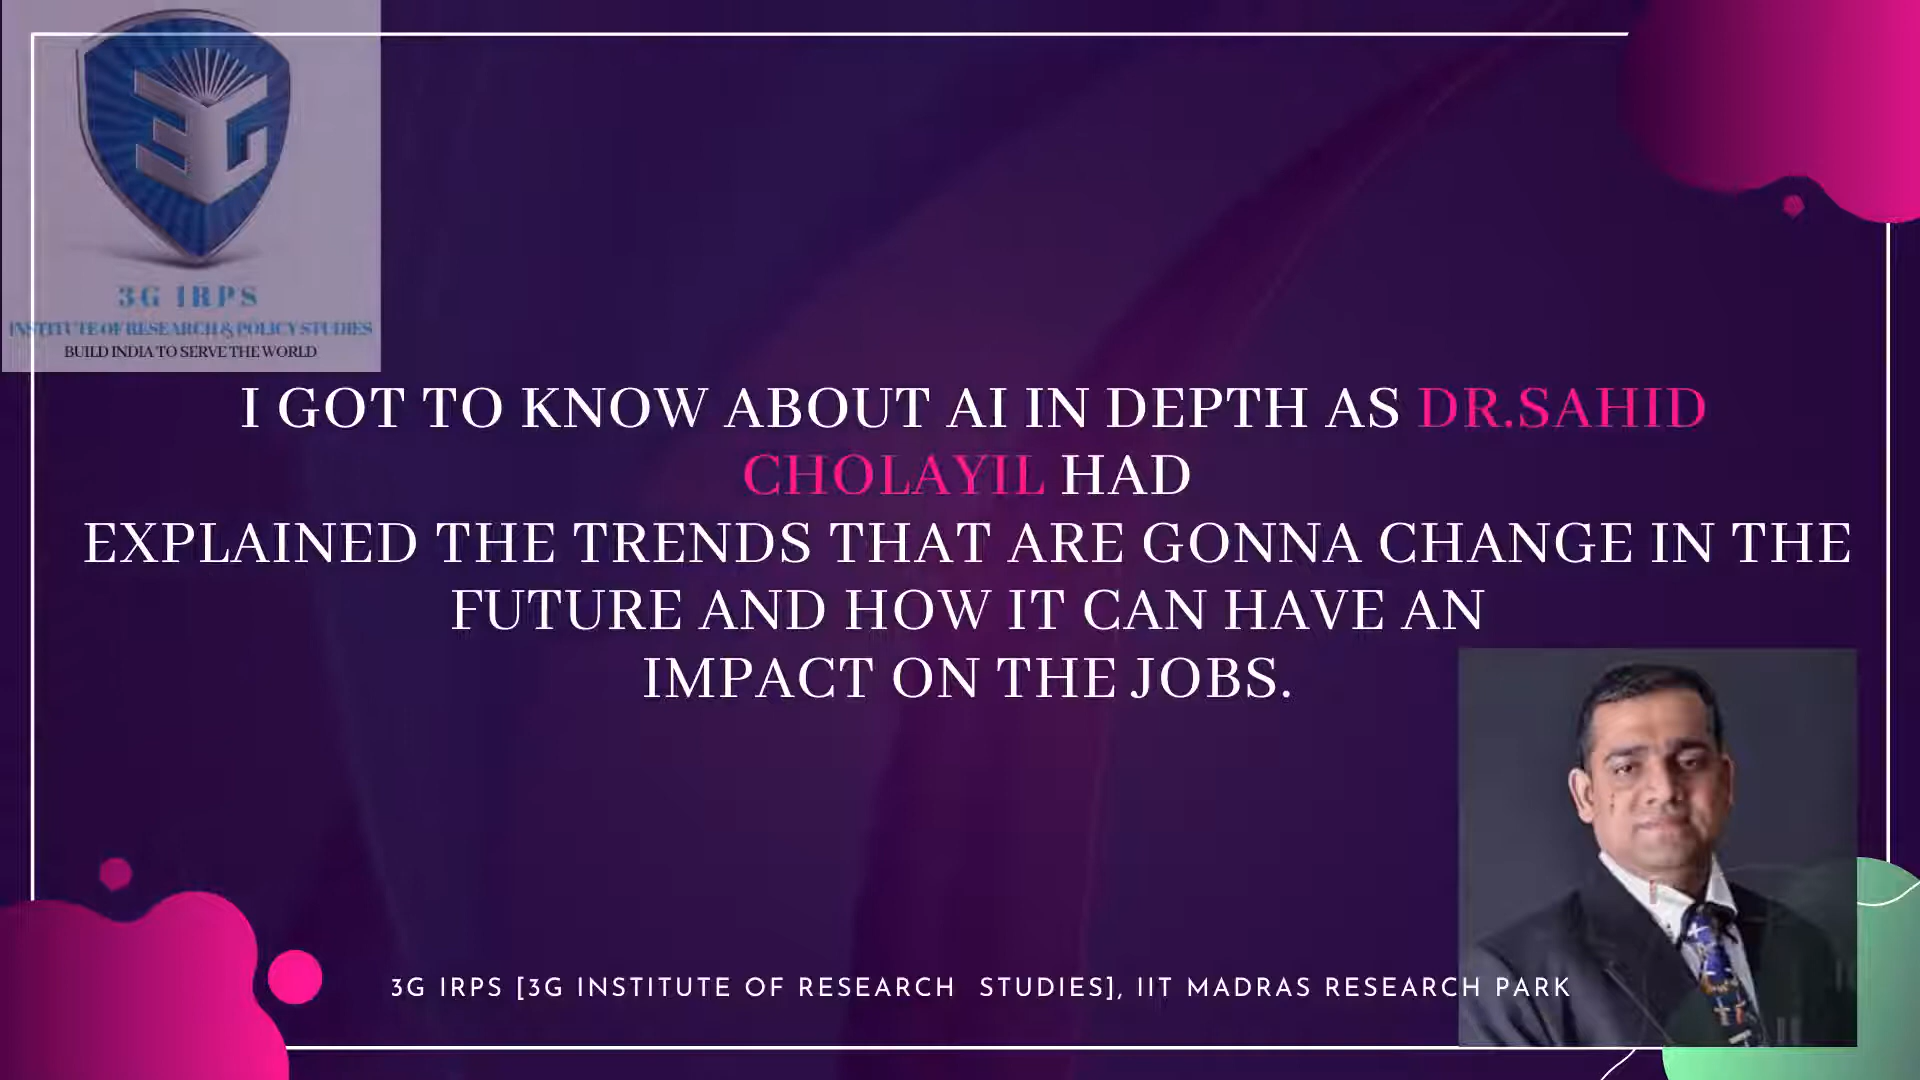 3G
3G IRPS
INSTITUTE OF RESEARCH & POLICY STUDIES
BUILD INDIA TO SERVE THE WORLD
I GOT TO KNOW ABOUT AI IN DEPTH AS DR.SAHID
CHOLAYIL HAD
EXPLAINED THE TRENDS THAT ARE GONNA CHANGE IN THE
FUTURE AND HOW IT CAN HAVE AN
IMPACT ON THE JOBS.
3G IRPS [3G INSTITUTE OF RESEARCH  STUDIES], IIT MADRAS RESEARCH PARK